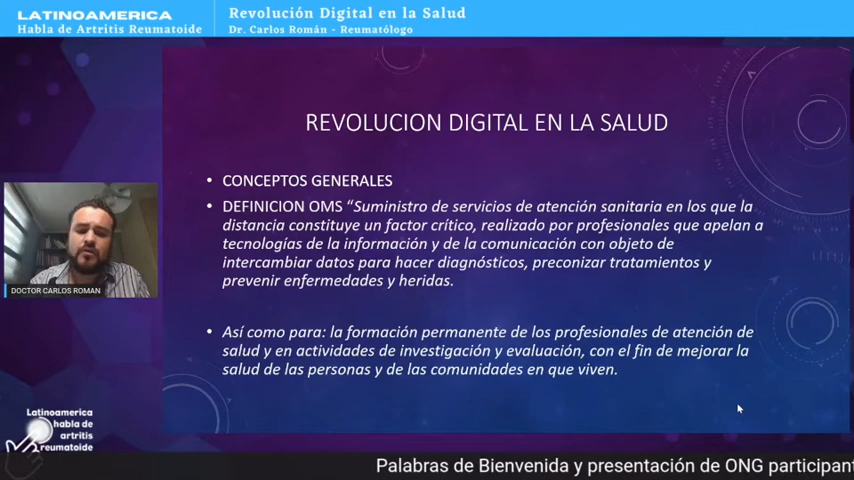 LATINOAMERICA
Habla de Artritis Reumatoide
Revolución Digital en la Salud
Dr. Carlos Román - Reumatólogo
REVOLUCION DIGITAL EN LA SALUD
• CONCEPTOS GENERALES
• DEFINICION OMS “Suministro de servicios de atención sanitaria en los que la
distancia constituye un factor crítico, realizado por profesionales que apelan a
tecnologías de la información y de la comunicación con objeto de
intercambiar datos para hacer diagnósticos, preconizar tratamientos y
prevenir enfermedades y heridas.
• Así como para: la formación permanente de los profesionales de atención de
salud y en actividades de investigación y evaluación, con el fin de mejorar la
salud de las personas y de las comunidades en que viven.
DOCTOR CARLOS ROMAN
Latinoamerica
habla de
artritis
reumatoide
Palabras de Bienvenida y presentación de ONG participant